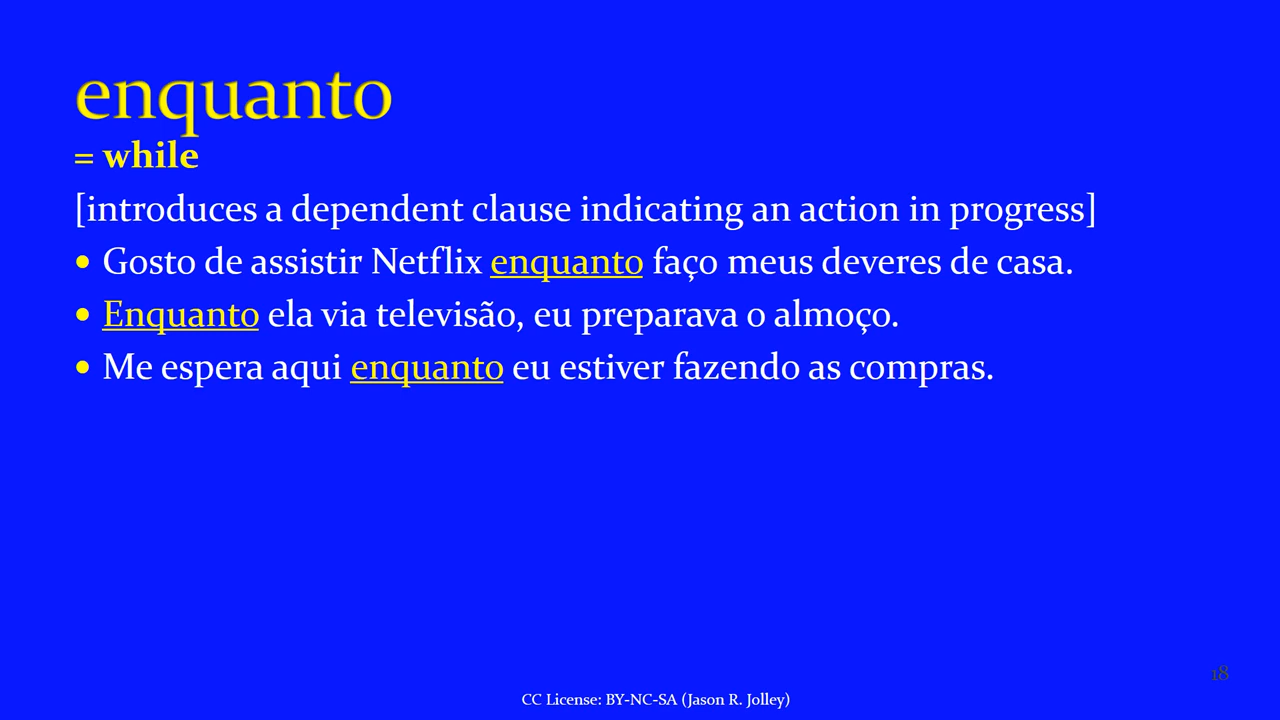 enquanto
= while
[introduces a dependent clause indicating an action in progress]
• Gosto de assistir Netflix enquanto faço meus deveres de casa.
• Enquanto ela via televisão, eu preparava o almoço.
• Me espera aqui enquanto eu estiver fazendo as compras.
18
CC License: BY-NC-SA (Jason R. Jolley)